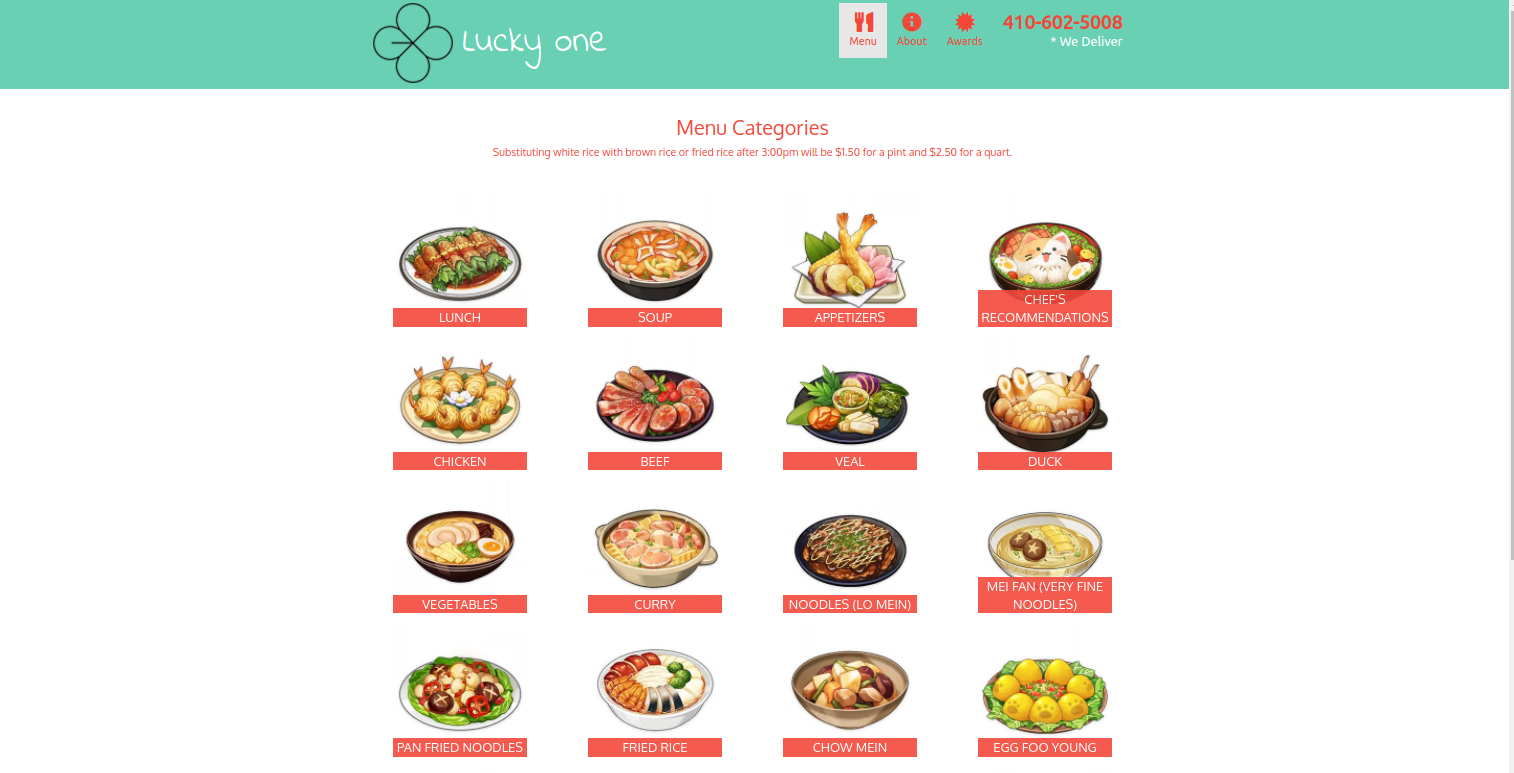 Lucky one
Menu
About
Awards
410-602-5008
* We Deliver
Menu Categories
Substituting white rice with brown rice or fried rice after 3:00pm will be $1.50 for a pint and $2.50 for a quart.
LUNCH
SOUP
APPETIZERS
CHEF'S
RECOMMENDATIONS
CHICKEN
BEEF
VEAL
DUCK
VEGETABLES
CURRY
NOODLES (LO MEIN)
MEI FAN (VERY FINE
NOODLES)
PAN FRIED NOODLES
FRIED RICE
CHOW MEIN
EGG FOO YOUNG